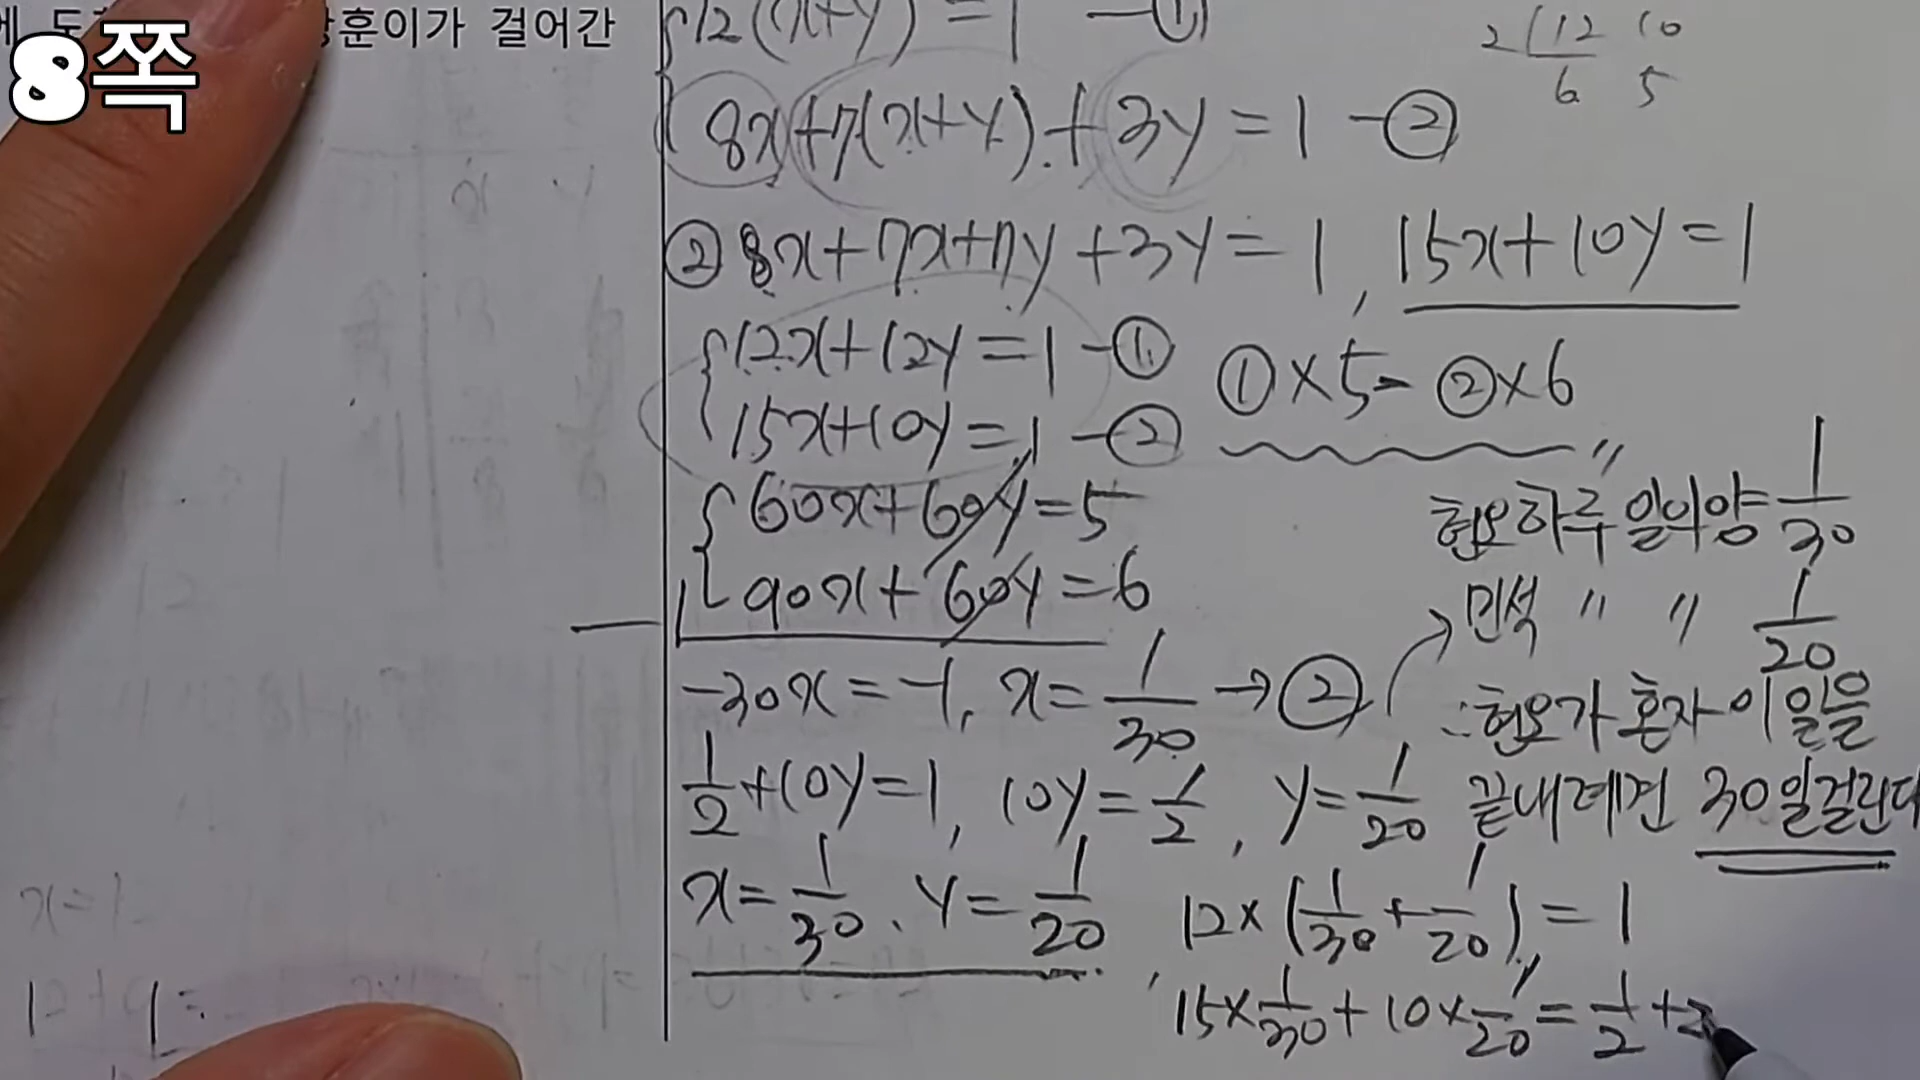 8쪽
훈이가 걸어간
12(x+y)=1 -①
2 12 10
6 5
8x+7(x+y)+3y=1 -②
② 8x+7x+7y+3y=1, 15x+10y=1
12x+12y=1 -①
①×5-②×6
15x+10y=1 -②
60x+60y=5
현오하루 일의양 1/30
90x+60y=6
민석 〃 〃 1/20
-30x=-1, x=1/30 → ②
∴현오가 혼자 이 일을
1/2+10y=1, 10y=1/2, y=1/20
끝내려면 30일걸린다
x=1/30, y=1/20
12×(1/30+1/20)=1
15×1/30+10×1/20=1/2+
x=1
12+9=